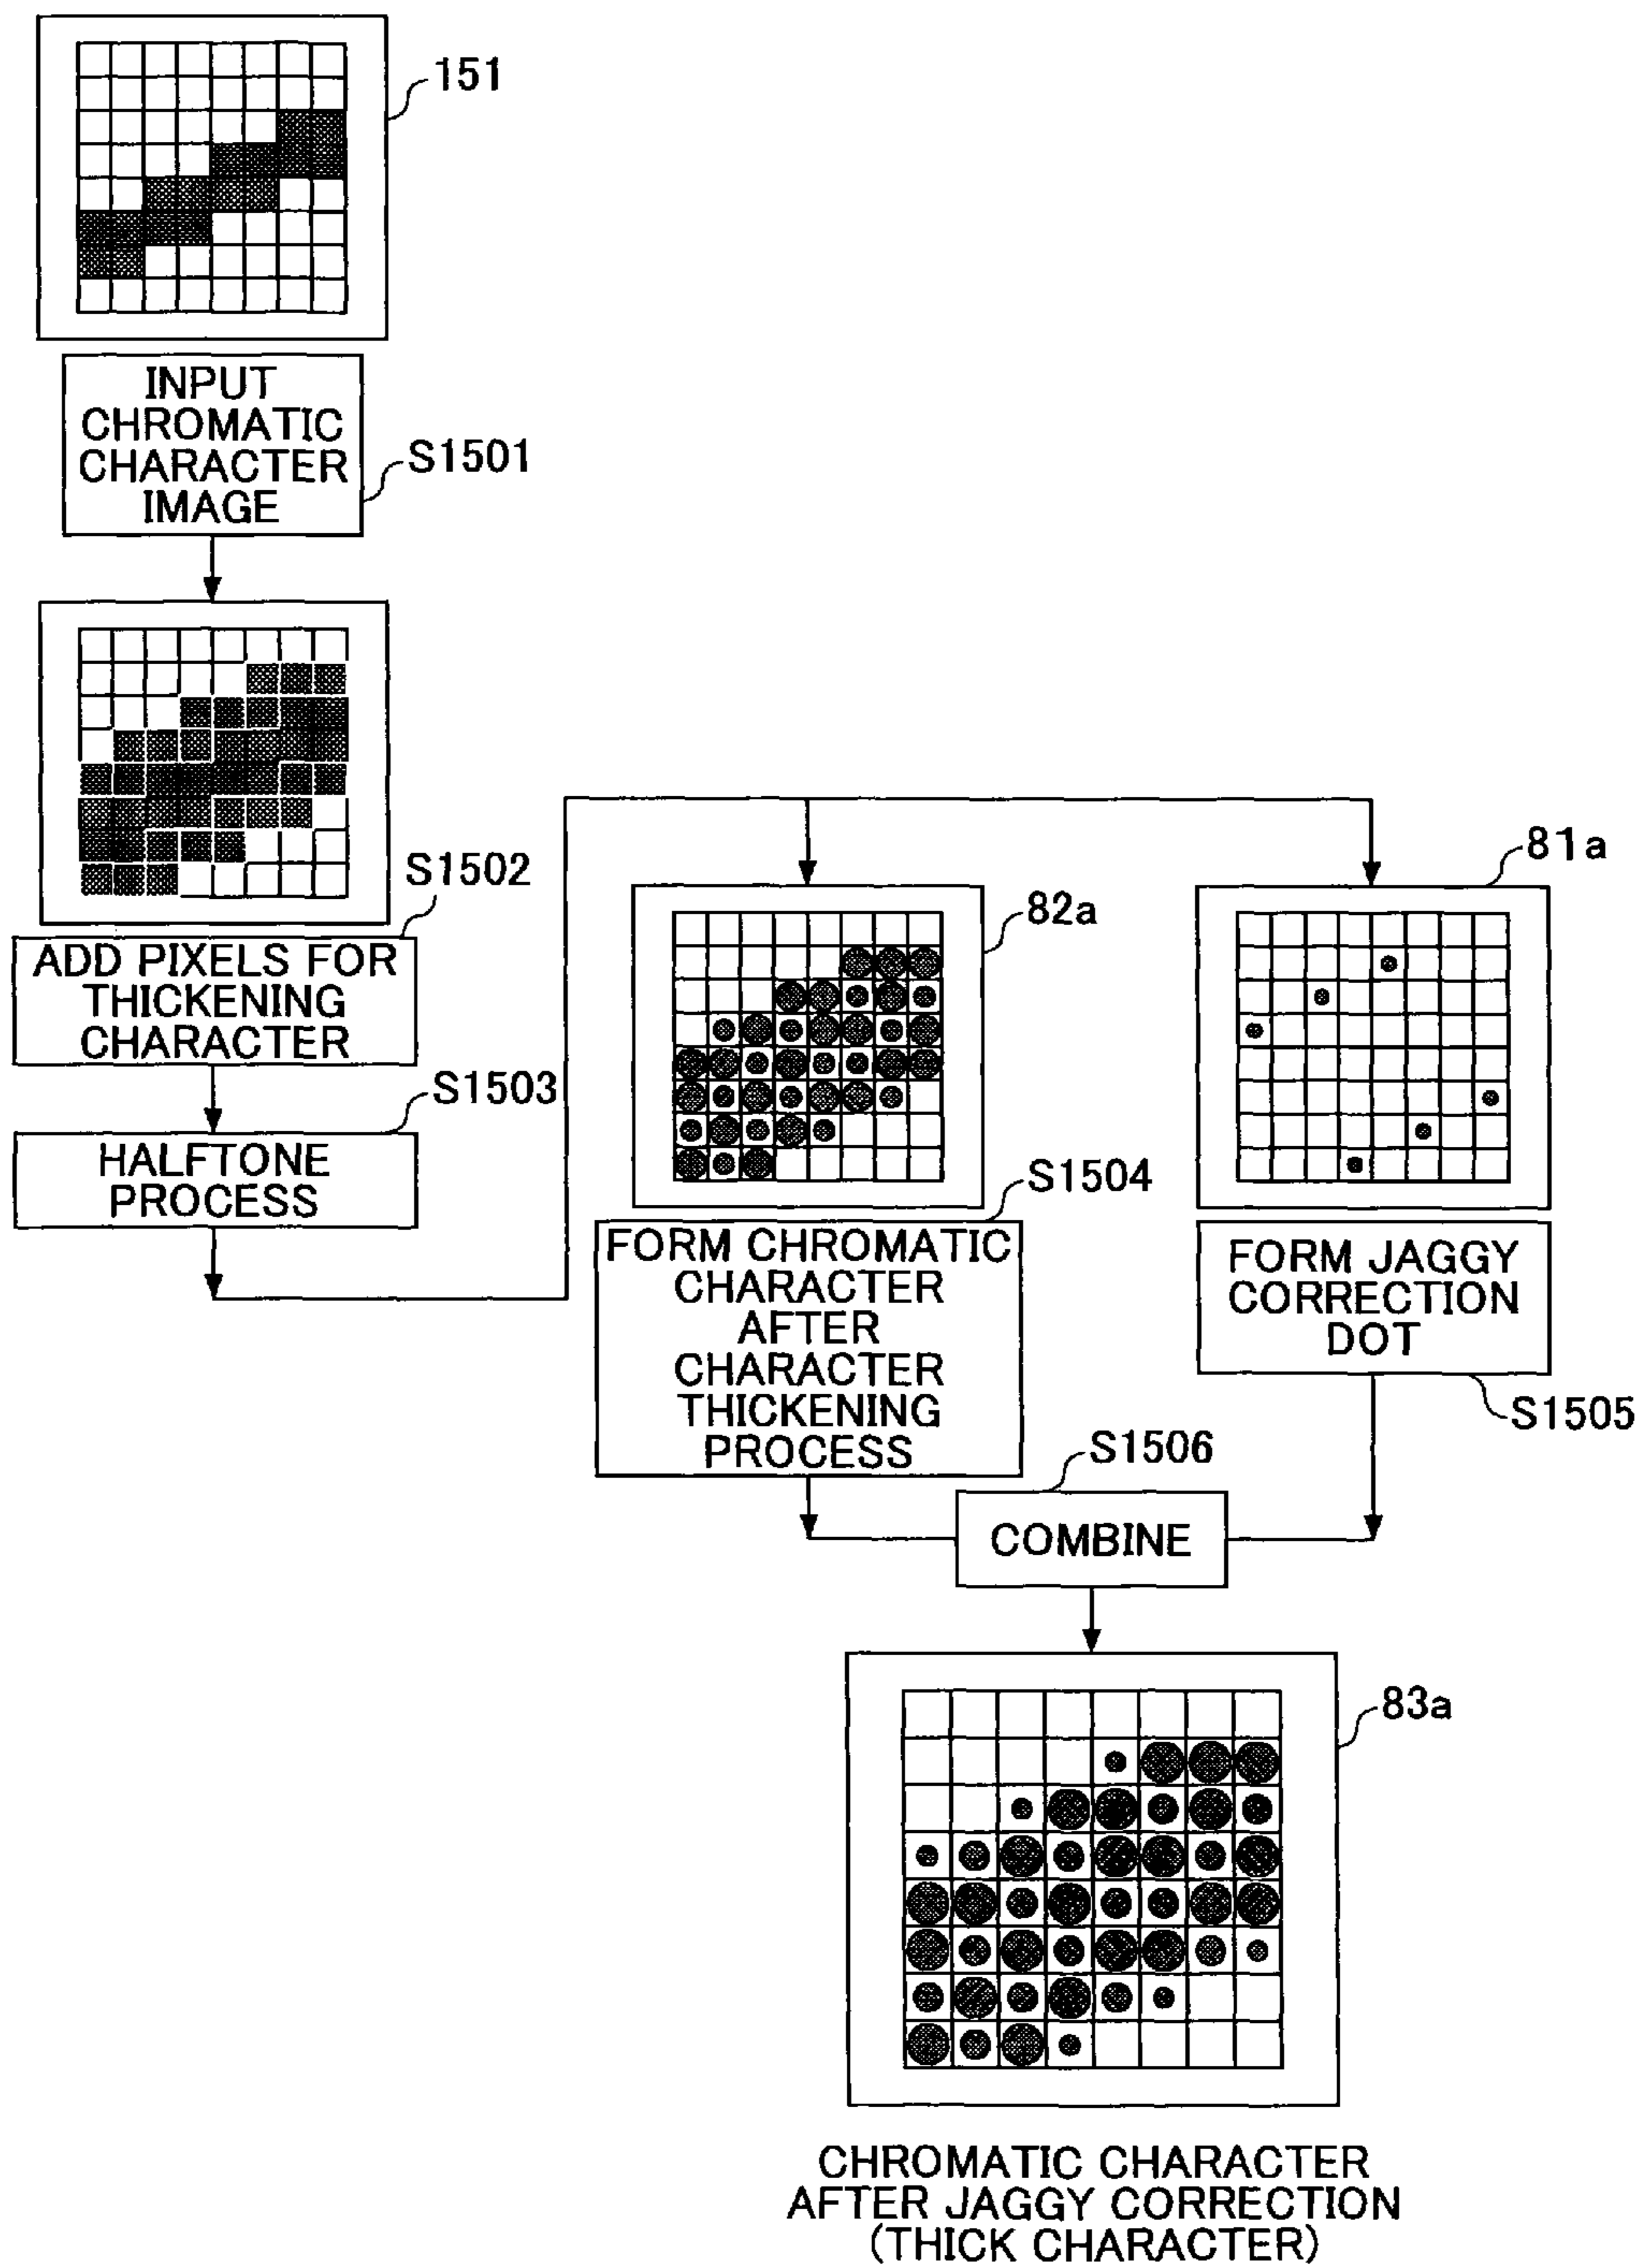 151
INPUT
CHROMATIC
CHARACTER
IMAGE
S1501
S1502
ADD PIXELS FOR
THICKENING
CHARACTER
S1503
HALFTONE
PROCESS
82a
81a
S1504
FORM CHROMATIC
CHARACTER
AFTER
CHARACTER
THICKENING
PROCESS
FORM JAGGY
CORRECTION
DOT
S1505
S1506
COMBINE
83a
CHROMATIC CHARACTER
AFTER JAGGY CORRECTION
(THICK CHARACTER)